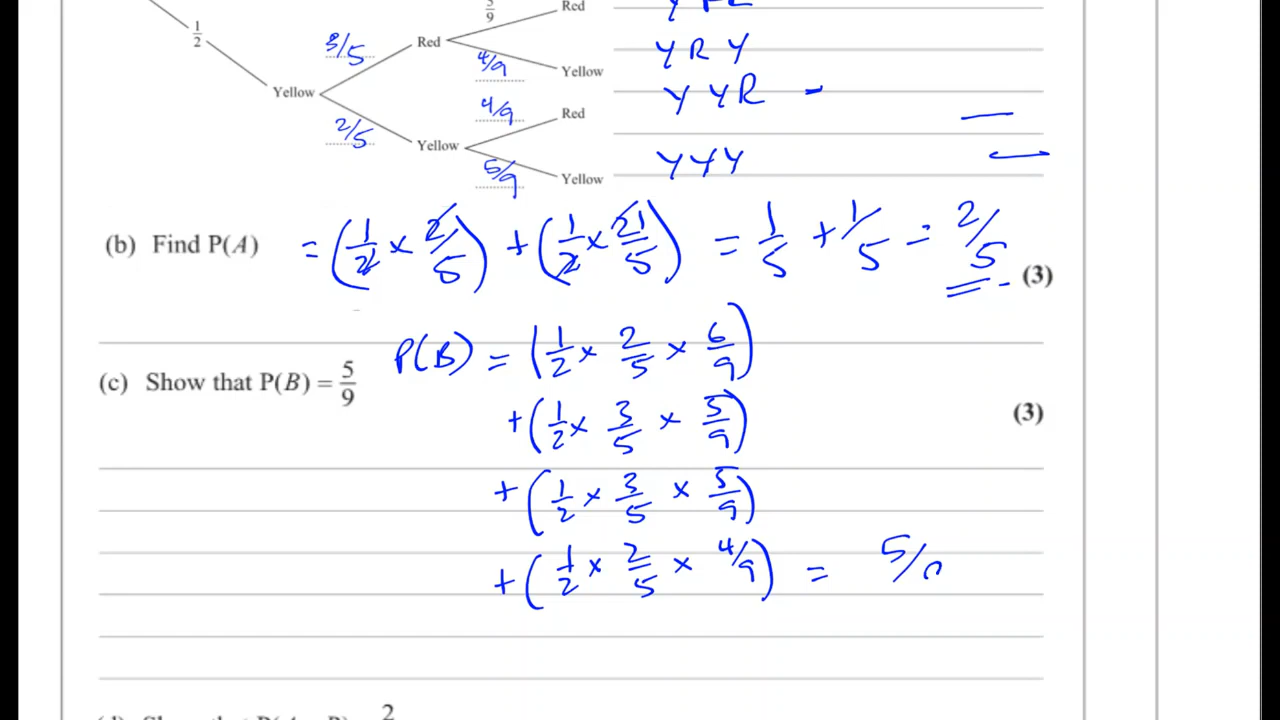 5/9 Red Y
1/2 3/5 Red Y R Y
4/9 Yellow
Yellow Y Y R -
4/9 Red
2/5 Yellow
5/9 Yellow Y Y Y
(b) Find P(A) = (1/2 × 2/5) + (1/2 × 21/5) = 1/5 + 1/5 = 2/5
(3)
P(B) = (1/2 × 2/5 × 6/9)
(c) Show that P(B) = 5/9
+ (1/2 × 3/5 × 5/9)
(3)
+ (1/2 × 3/5 × 5/9)
+ (1/2 × 2/5 × 4/9) = 5/
2